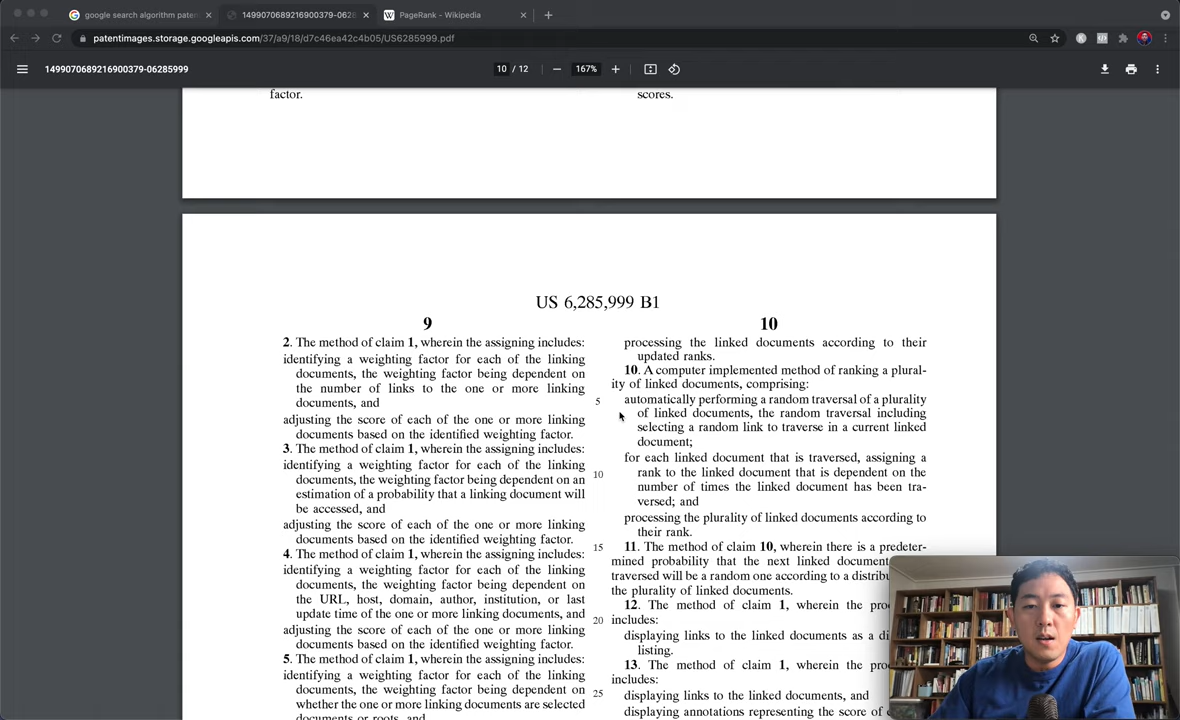 google search algorithm paten
1499070689216900379-0628
PageRank - Wikipedia
patentimages.storage.googleapis.com/37/a9/18/d7c46ea42c4b05/US6285999.pdf
1499070689216900379-06285999
10 / 12
167%
factor.
scores.
US 6,285,999 B1
9
2. The method of claim 1, wherein the assigning includes:
identifying a weighting factor for each of the linking
documents, the weighting factor being dependent on
the number of links to the one or more linking
documents, and
adjusting the score of each of the one or more linking
documents based on the identified weighting factor.
3. The method of claim 1, wherein the assigning includes:
identifying a weighting factor for each of the linking
documents, the weighting factor being dependent on an
estimation of a probability that a linking document will
be accessed, and
adjusting the score of each of the one or more linking
documents based on the identified weighting factor.
4. The method of claim 1, wherein the assigning includes:
identifying a weighting factor for each of the linking
documents, the weighting factor being dependent on
the URL, host, domain, author, institution, or last
update time of the one or more linking documents, and
adjusting the score of each of the one or more linking
documents based on the identified weighting factor.
5. The method of claim 1, wherein the assigning includes:
identifying a weighting factor for each of the linking
documents, the weighting factor being dependent on
whether the one or more linking documents are selected
documents or roots, and
5
10
15
20
25
10
processing the linked documents according to their
updated ranks.
10. A computer implemented method of ranking a plural-
ity of linked documents, comprising:
automatically performing a random traversal of a plurality
of linked documents, the random traversal including
selecting a random link to traverse in a current linked
document;
for each linked document that is traversed, assigning a
rank to the linked document that is dependent on the
number of times the linked document has been tra-
versed; and
processing the plurality of linked documents according to
their rank.
11. The method of claim 10, wherein there is a predeter-
mined probability that the next linked document
traversed will be a random one according to a distribu
the plurality of linked documents.
12. The method of claim 1, wherein the pro
includes:
displaying links to the linked documents as a di
listing.
13. The method of claim 1, wherein the pro
includes:
displaying links to the linked documents, and
displaying annotations representing the score of